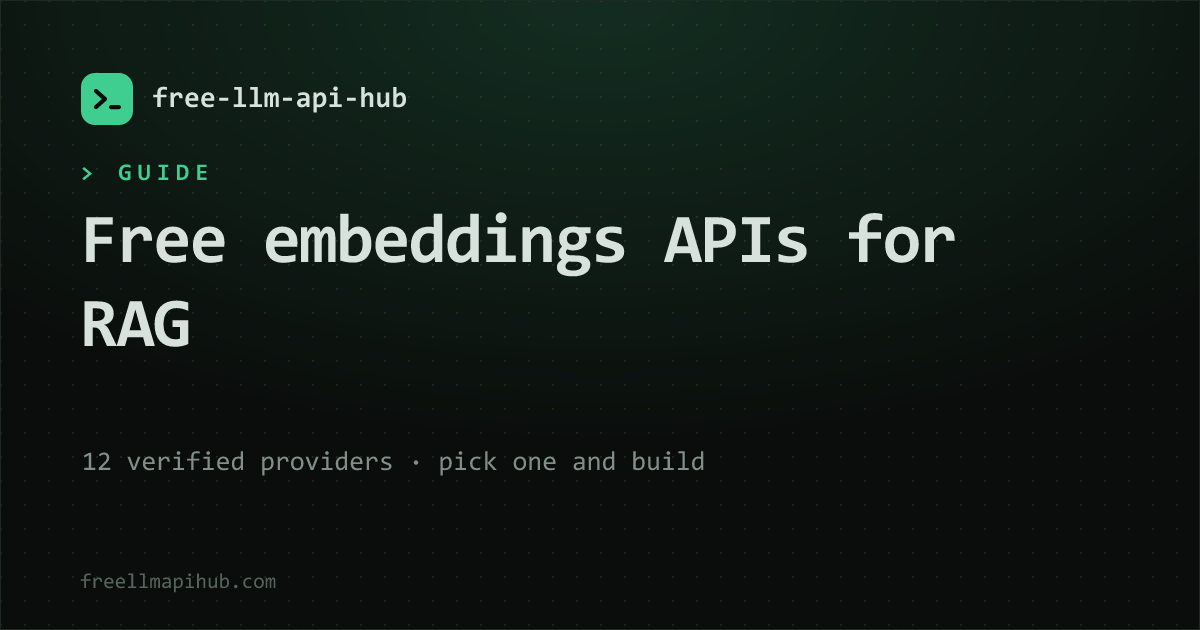 free-llm-api-hub
> GUIDE
Free embeddings APIs for
RAG
12 verified providers · pick one and build
freellmapihub.com